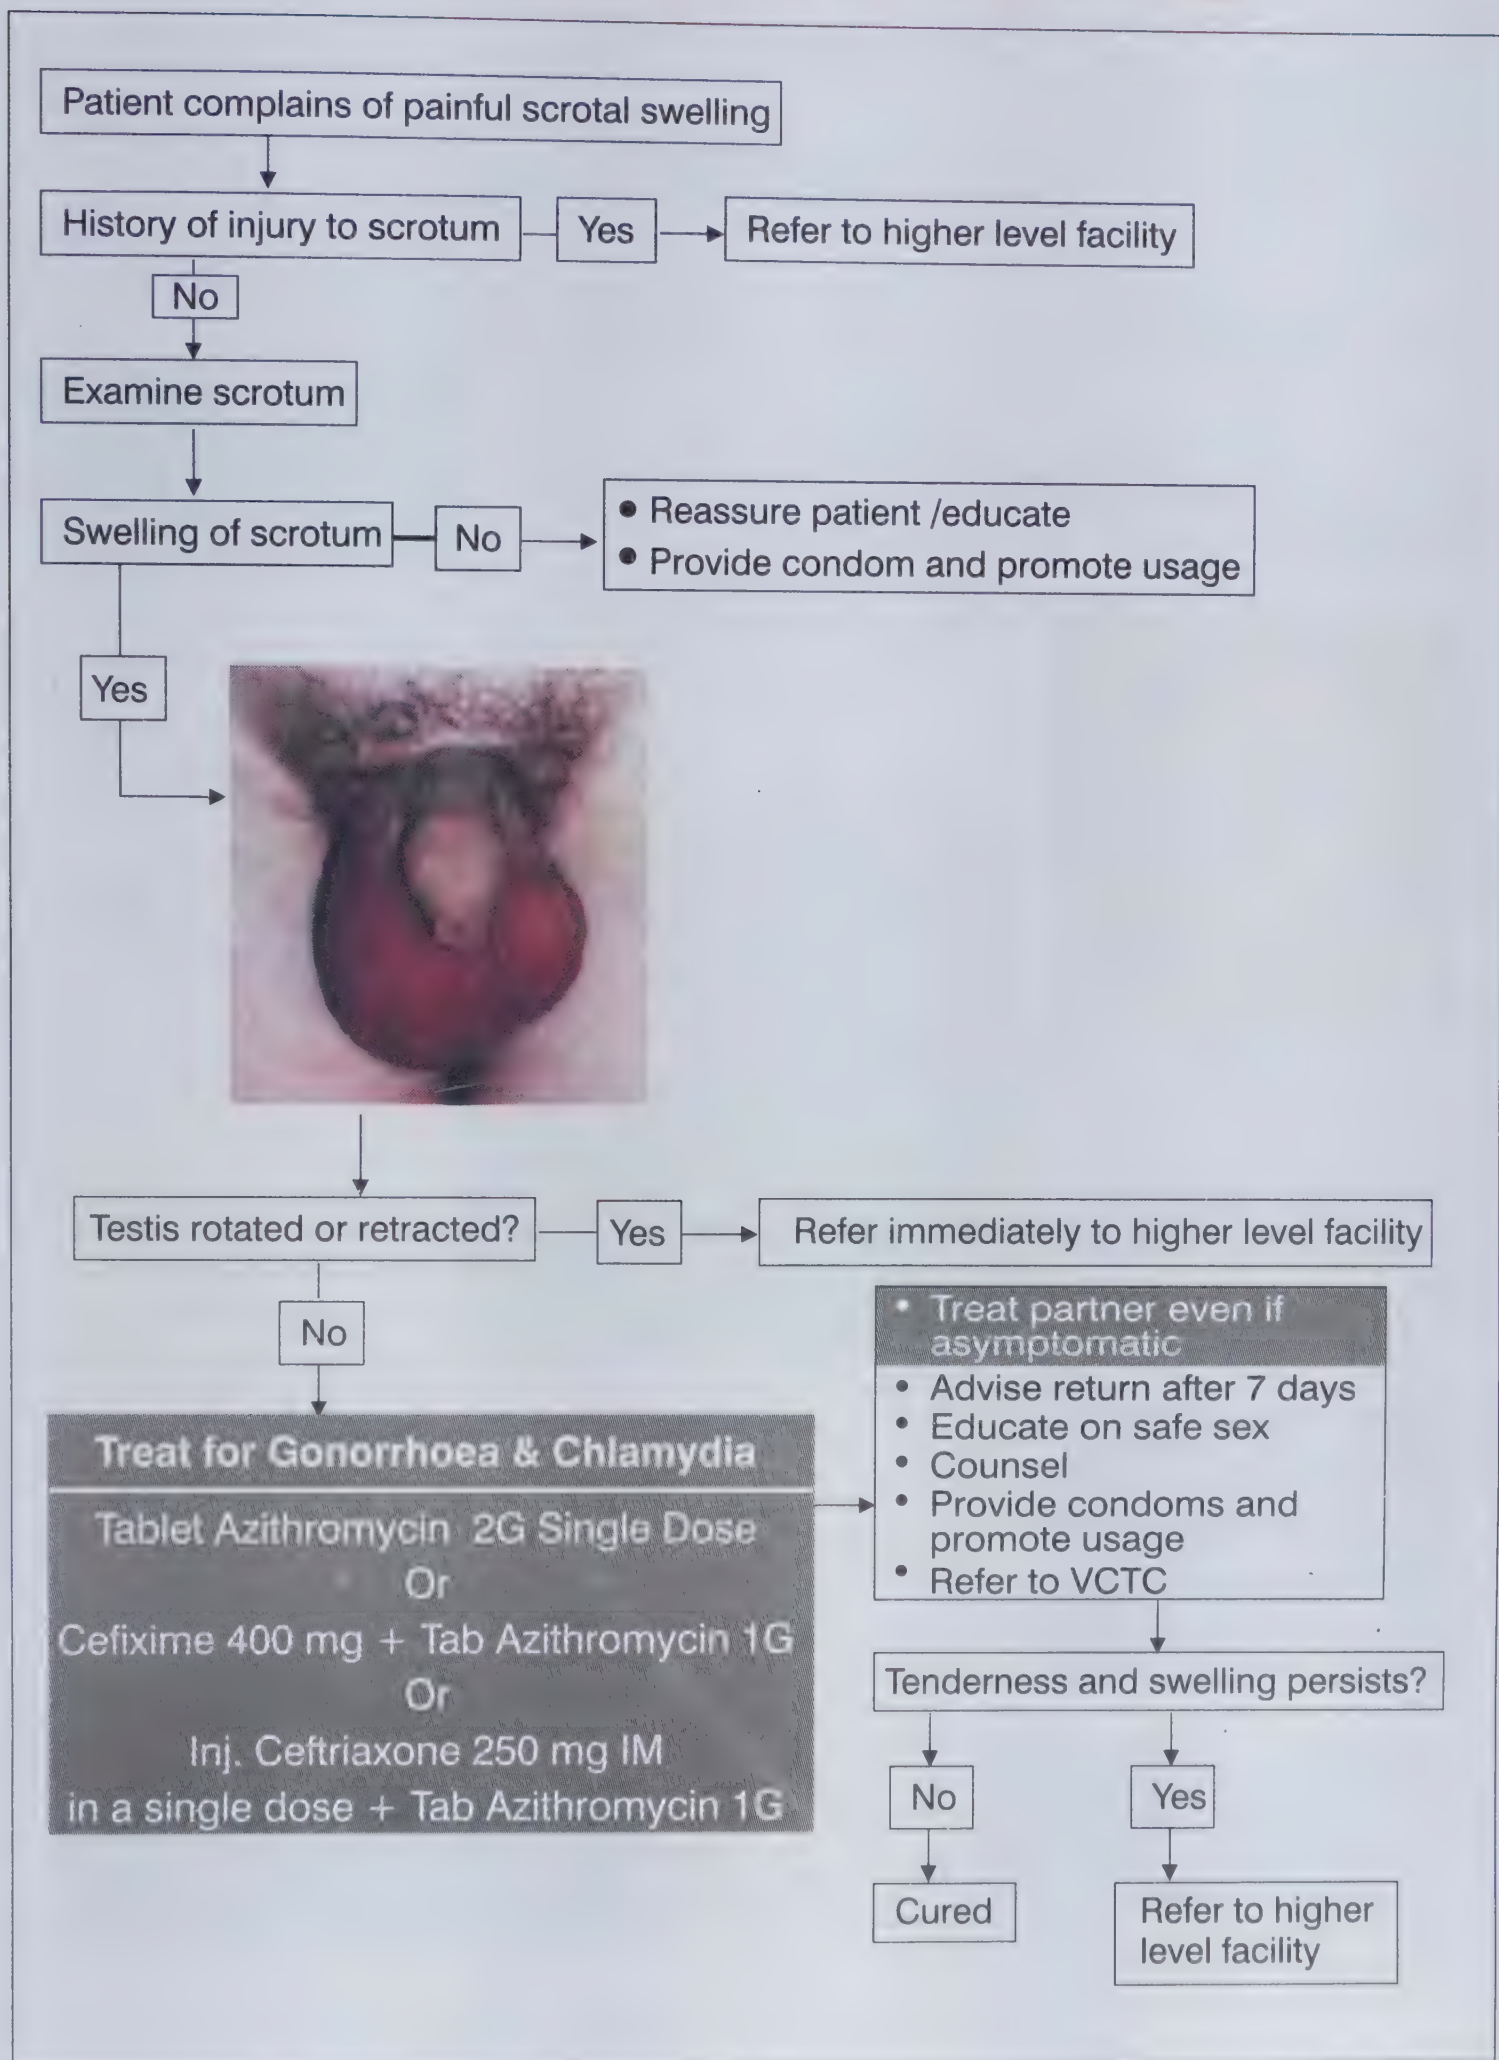 Patient complains of painful scrotal swelling
History of injury to scrotum
Yes
Refer to higher level facility
No
Examine scrotum
Swelling of scrotum
No
• Reassure patient /educate
• Provide condom and promote usage
Yes
Testis rotated or retracted?
Yes
Refer immediately to higher level facility
No
Treat for Gonorrhoea & Chlamydia
Tablet Azithromycin 2G Single Dose
Or
Cefixime 400 mg + Tab Azithromycin 1G
Or
Inj. Ceftriaxone 250 mg IM
in a single dose + Tab Azithromycin 1G
• Treat partner even if
asymptomatic
• Advise return after 7 days
• Educate on safe sex
• Counsel
• Provide condoms and
promote usage
• Refer to VCTC
Tenderness and swelling persists?
No
Yes
Cured
Refer to higher
level facility